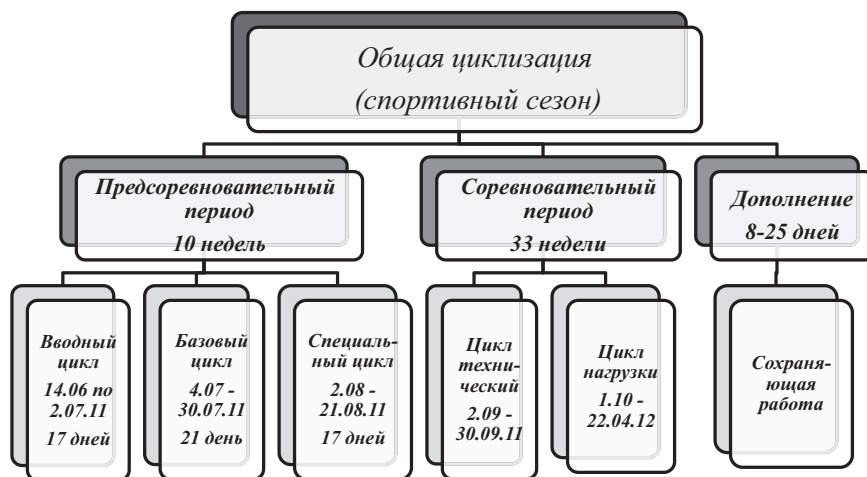 Общая циклизация
(спортивный сезон)
Предсоревновательный
период
10 недель
Соревновательный
период
33 недели
Дополнение
8-25 дней
Вводный
цикл
14.06 по
2.07.11
17 дней
Базовый
цикл
4.07 -
30.07.11
21 день
Специаль-
ный цикл
2.08 -
21.08.11
17 дней
Цикл
техни-
ческий
2.09 -
30.09.11
Цикл
нагрузки
1.10 -
22.04.12
Сохраня-
ющая
работа